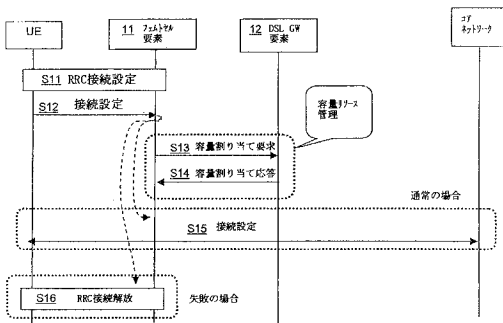 UE
11 フェムトセル
要素
12 DSL GW
要素
コア
ネットワーク
S11 RRC接続設定
S12 接続設定
容量リソース
管理
S13 容量割り当て要求
S14 容量割り当て応答
通常の場合
S15 接続設定
S16 RRC接続解放
失敗の場合